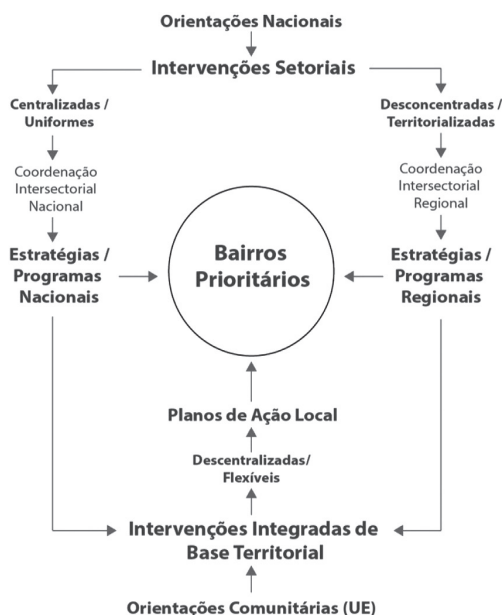 Orientações Nacionais
Intervenções Setoriais
Centralizadas /
Uniformes
Desconcentradas /
Territorializadas
Coordenação
Intersectorial
Nacional
Coordenação
Intersectorial
Regional
Estratégias /
Programas
Nacionais
Bairros
Prioritários
Estratégias /
Programas
Regionais
Planos de Ação Local
Descentralizadas/
Flexíveis
Intervenções Integradas de
Base Territorial
Orientações Comunitárias (UE)